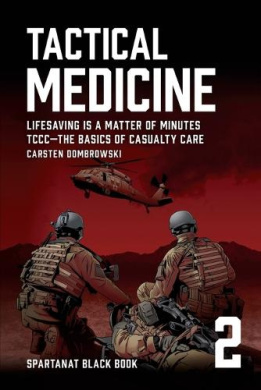 TACTICAL
MEDICINE
LIFESAVING IS A MATTER OF MINUTES
TCCC—THE BASICS OF CASUALTY CARE
CARSTEN DOMBROWSKI
2
SPARTANAT BLACK BOOK